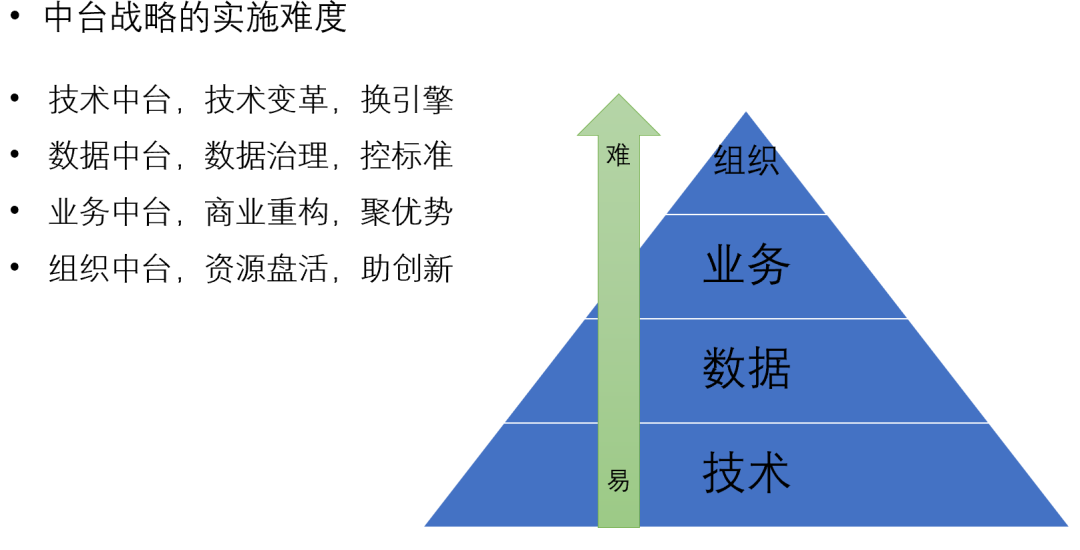 • 中台战略的实施难度
• 技术中台，技术变革，换引擎
• 数据中台，数据治理，控标准
• 业务中台，商业重构，聚优势
• 组织中台，资源盘活，助创新
难
易
组织
业务
数据
技术